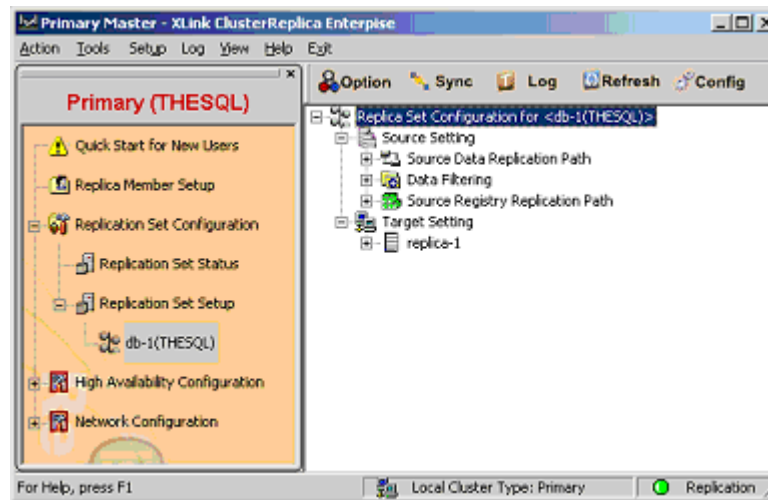 Primary Master - XLink ClusterReplica Enterpise
Action Tools Setup Log View Help Exit
Primary (THESQL)
Quick Start for New Users
Replica Member Setup
Replication Set Configuration
Replication Set Status
Replication Set Setup
db-1(THESQL)
High Availability Configuration
Network Configuration
Option Sync Log Refresh Config
Replica Set Configuration for <db-1(THESQL)>
Source Setting
Source Data Replication Path
Data Filtering
Source Registry Replication Path
Target Setting
replica-1
For Help, press F1
Local Cluster Type: Primary
Replication